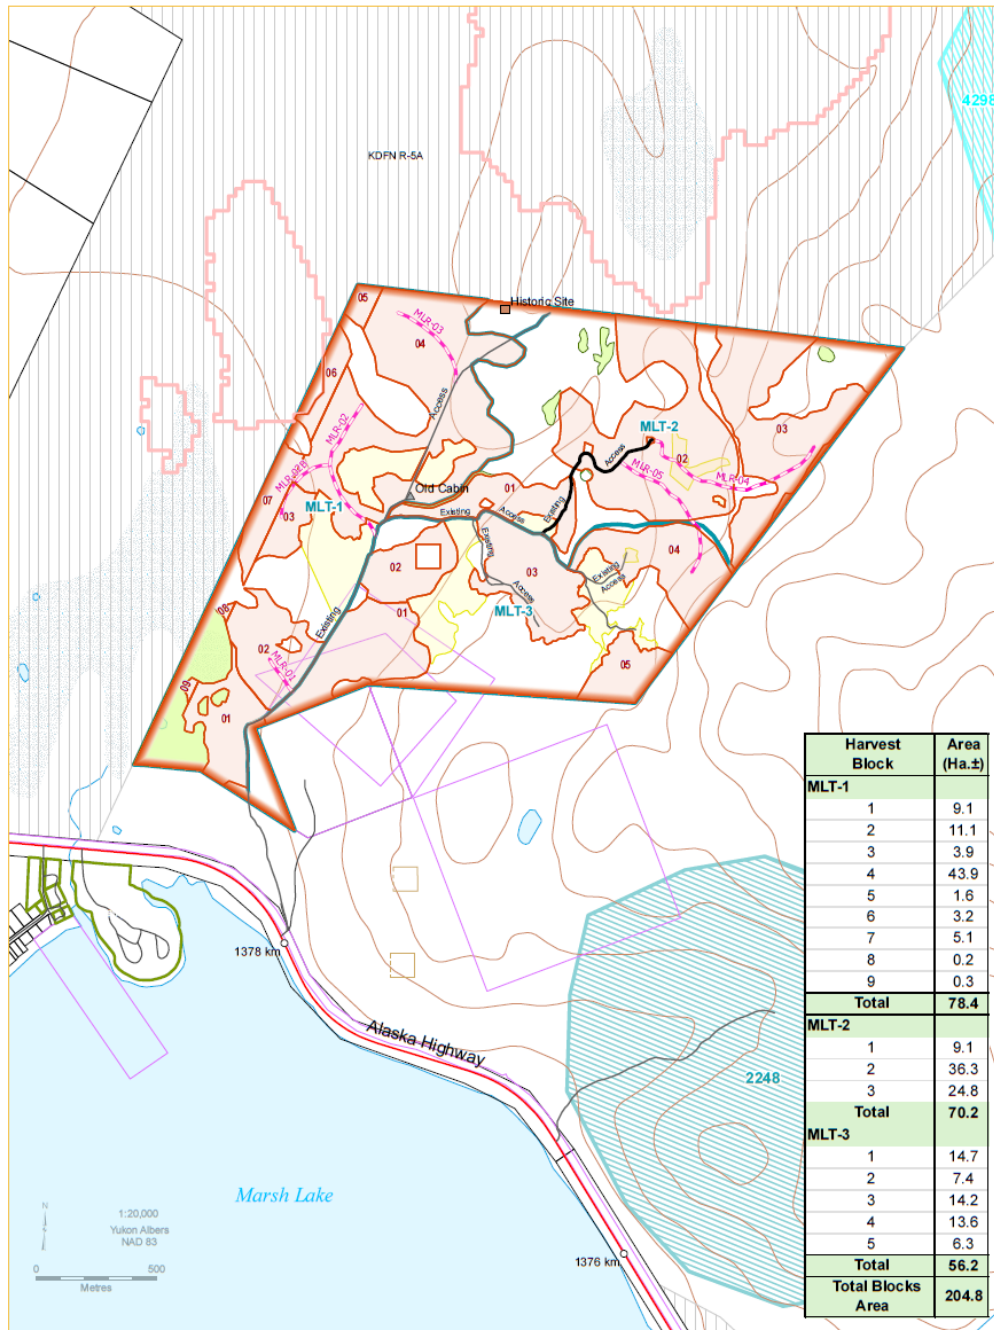 4298
KDFN R-5A
Historic Site
05
MLR-03
04
06
Access
MLR-02
MLT-2
03
Access
02
MLR-05
MLR-04
MLR-02B
Old Cabin
01
07
03
MLT-1
Existing
Access
Existing
Existing
04
02
03
Existing
Access
Access
MLT-3
08
01
Existing
02
MLR-01
05
09
01
1378 km
Alaska Highway
2248
Marsh Lake
1376 km
N
1:20,000
Yukon Albers
NAD 83
0 500
Metres
Harvest Block Area (Ha.±)
MLT-1
1 9.1
2 11.1
3 3.9
4 43.9
5 1.6
6 3.2
7 5.1
8 0.2
9 0.3
Total 78.4
MLT-2
1 9.1
2 36.3
3 24.8
Total 70.2
MLT-3
1 14.7
2 7.4
3 14.2
4 13.6
5 6.3
Total 56.2
Total Blocks Area 204.8